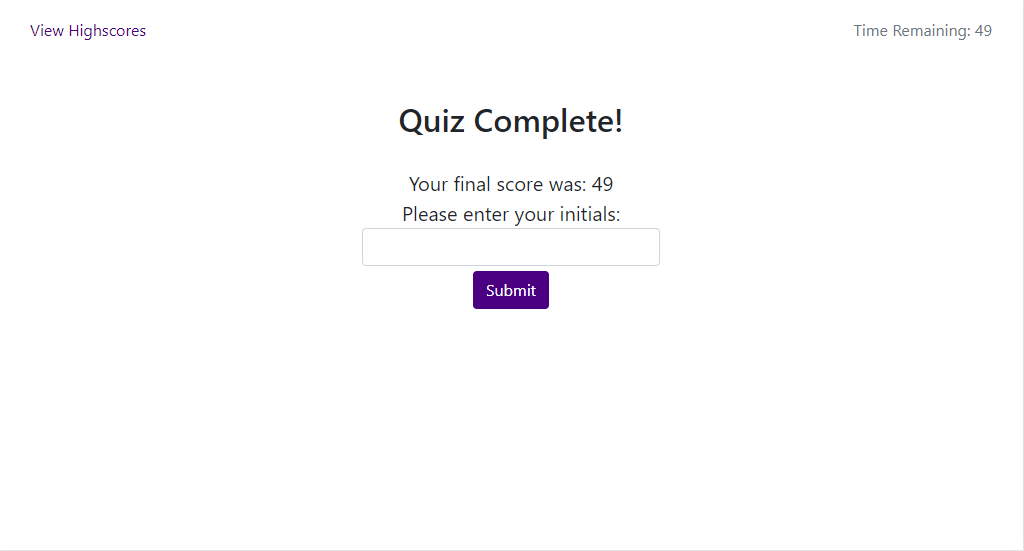 View Highscores
Time Remaining: 49
Quiz Complete!
Your final score was: 49
Please enter your initials:
Submit